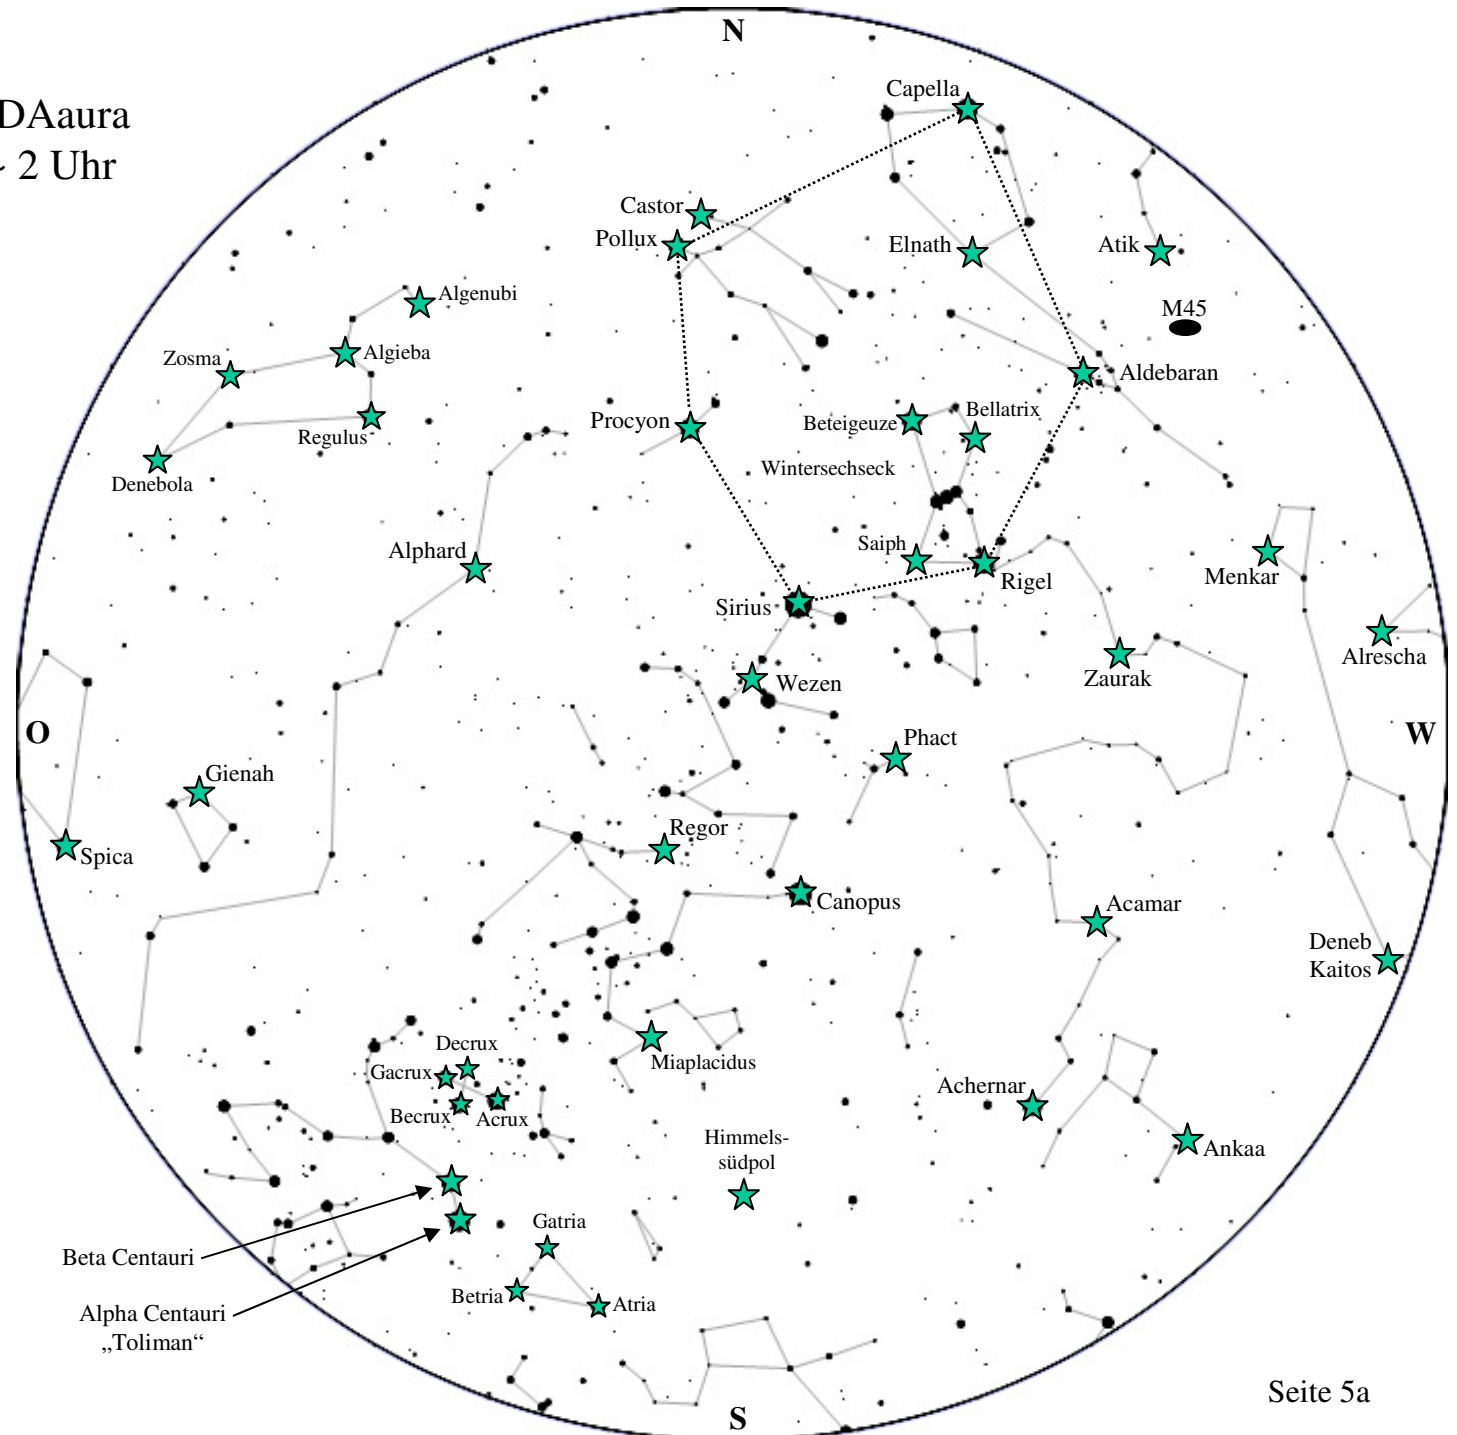 N
DAaura
~ 2 Uhr
Capella
Castor
Pollux
Elnath
Atik
Algenubi
M45
Zosma
Algieba
Aldebaran
Regulus
Procyon
Beteigeuze
Bellatrix
Denebola
Wintersechseck
Alphard
Saiph
Rigel
Menkar
Sirius
Alrescha
Wezen
Zaurak
O
W
Phact
Gienah
Regor
Spica
Canopus
Acamar
Deneb
Kaitos
Decrux
Gacrux
Miaplacidus
Becrux
Acrux
Achernar
Himmels-
südpol
Ankaa
Beta Centauri
Gatria
Betria
Atria
Alpha Centauri
„Toliman“
Seite 5a
S